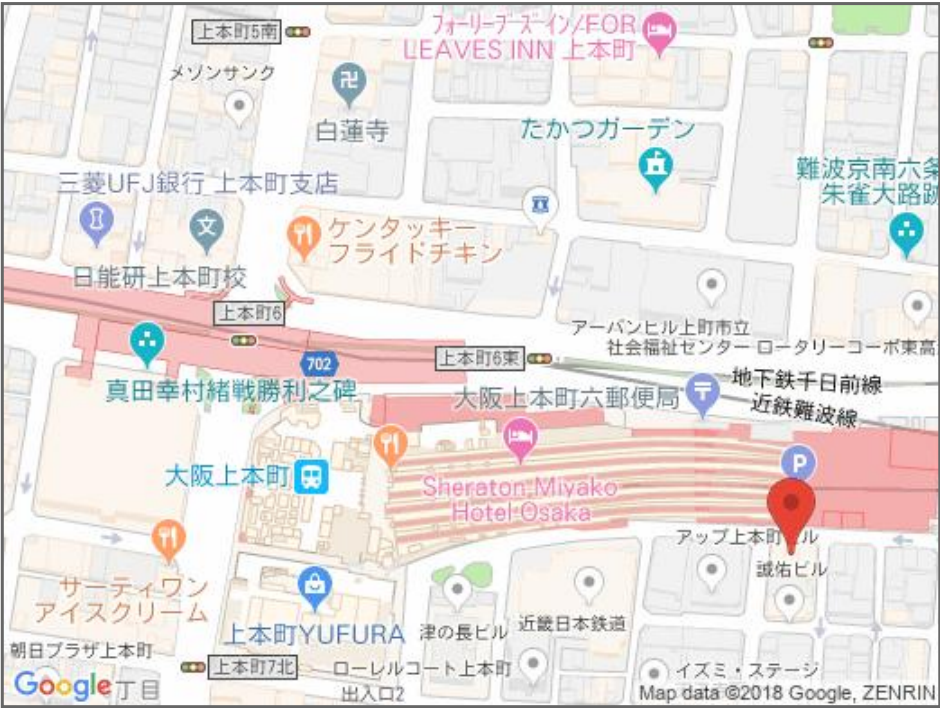 上本町5南
フォーリーブズイン/FOR
LEAVES INN 上本町
メゾンサンク
白蓮寺
たかつガーデン
難波京南六条
朱雀大路跡
三菱UFJ銀行 上本町支店
ケンタッキー
フライドチキン
日能研上本町校
上本町6
アーバンヒル上町市立
社会福祉センター ロータリーコーポ東高
702
上本町6東
真田幸村緒戦勝利之碑
大阪上本町六郵便局
地下鉄千日前線
近鉄難波線
大阪上本町
P
Sheraton Miyako
Hotel Osaka
アップ上本町ビル
誠佑ビル
サーティワン
アイスクリーム
上本町YUFURA
津の長ビル
近畿日本鉄道
朝日プラザ上本町
上本町7北
ローレルコート上本町
イズミ・ステージ
Google
丁目
出入口2
Map data ©2018 Google, ZENRIN